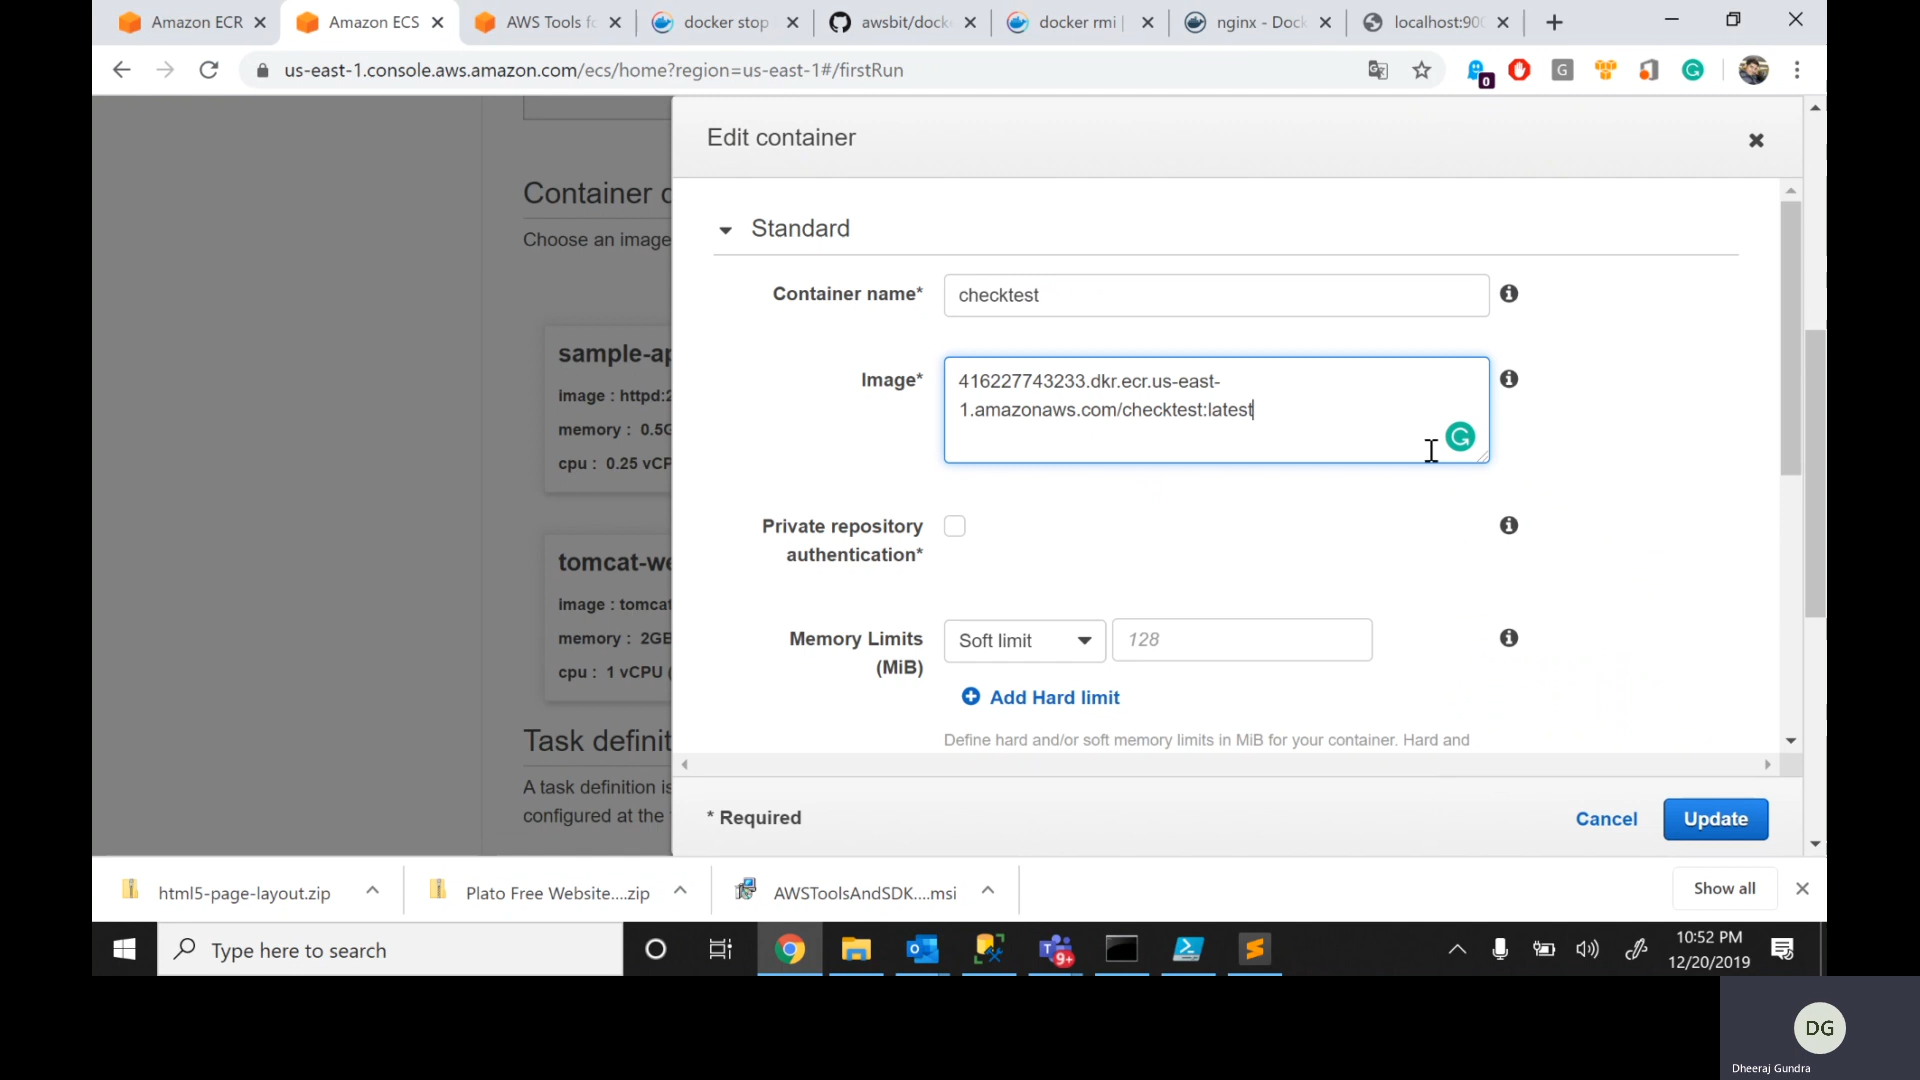 Amazon ECR
Amazon ECS
AWS Tools fo
docker stop
awsbit/dock
docker rmi |
nginx - Dock
localhost:900
us-east-1.console.aws.amazon.com/ecs/home?region=us-east-1#/firstRun
0
G
Edit container
Container d
Choose an image
Standard
Container name*
checktest
Image*
416227743233.dkr.ecr.us-east-
1.amazonaws.com/checktest:latest
sample-ap
image : httpd:2
memory : 0.5G
cpu : 0.25 vCP
Private repository
authentication*
tomcat-we
image : tomcat
memory : 2GB
cpu : 1 vCPU (
Memory Limits
(MiB)
Soft limit
128
Add Hard limit
Define hard and/or soft memory limits in MiB for your container. Hard and
Task definit
A task definition is
configured at the
* Required
Cancel
Update
html5-page-layout.zip
Plato Free Website....zip
AWSToolsAndSDK....msi
Show all
Type here to search
9+
10:52 PM
12/20/2019
DG
Dheeraj Gundra